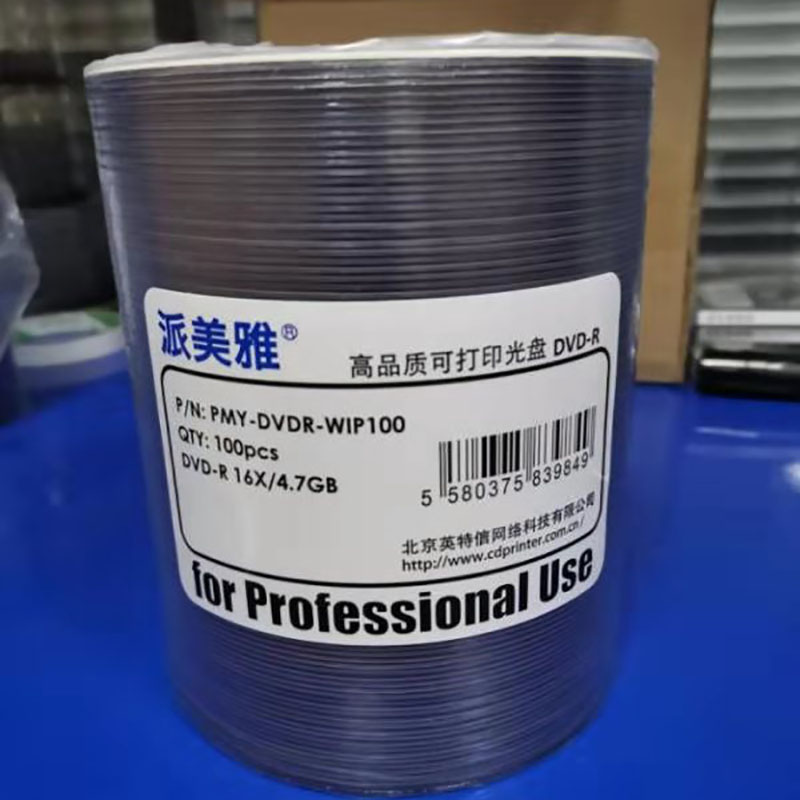 派美雅®
高品质可打印光盘 DVD-R
P/N: PMY-DVDR-WIP100
QTY: 100pcs
DVD-R 16X/4.7GB
5 580375 839849
北京英特信网络科技有限公司
http://www.cdprinter.com.cn/
for Professional Use